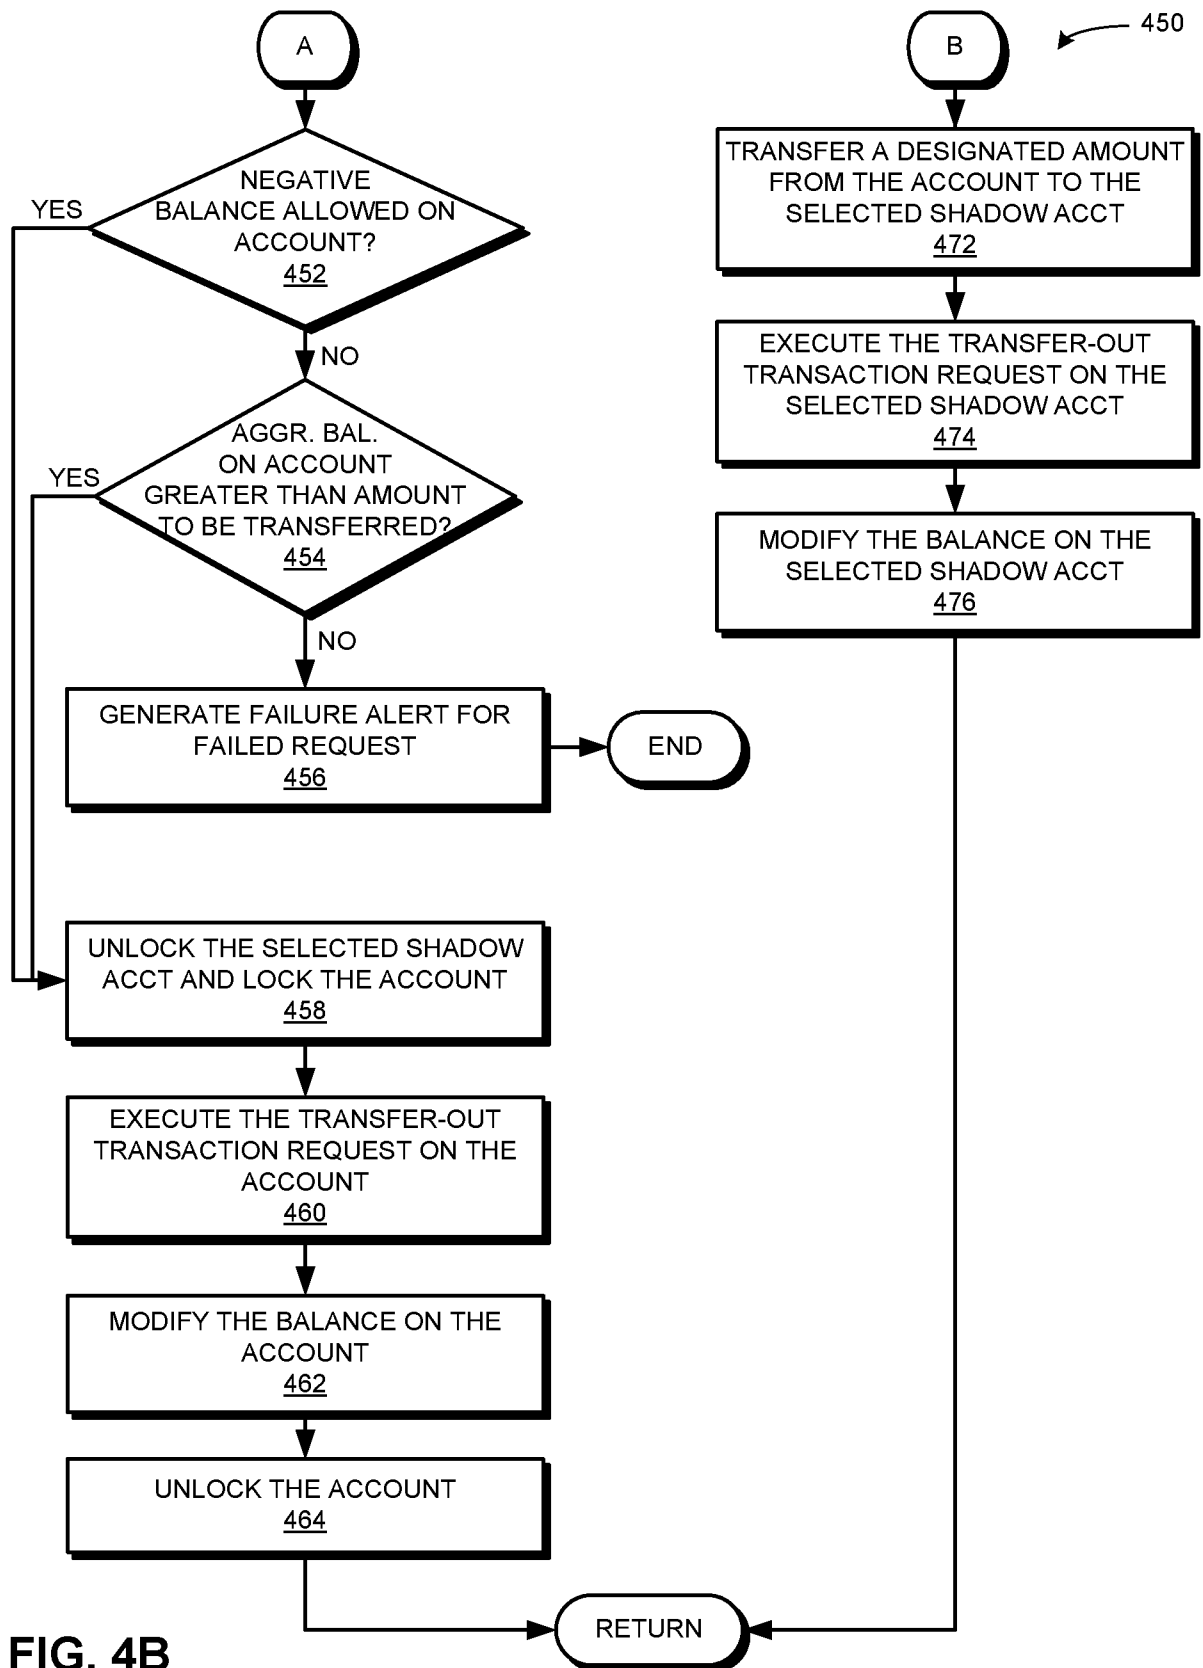 A
NEGATIVE
BALANCE ALLOWED ON
ACCOUNT?
452
YES
NO
AGGR. BAL.
ON ACCOUNT
GREATER THAN AMOUNT
TO BE TRANSFERRED?
454
YES
NO
GENERATE FAILURE ALERT FOR
FAILED REQUEST
456
END
UNLOCK THE SELECTED SHADOW
ACCT AND LOCK THE ACCOUNT
458
EXECUTE THE TRANSFER-OUT
TRANSACTION REQUEST ON THE
ACCOUNT
460
MODIFY THE BALANCE ON THE
ACCOUNT
462
UNLOCK THE ACCOUNT
464
B
450
TRANSFER A DESIGNATED AMOUNT
FROM THE ACCOUNT TO THE
SELECTED SHADOW ACCT
472
EXECUTE THE TRANSFER-OUT
TRANSACTION REQUEST ON THE
SELECTED SHADOW ACCT
474
MODIFY THE BALANCE ON THE
SELECTED SHADOW ACCT
476
RETURN
FIG. 4B